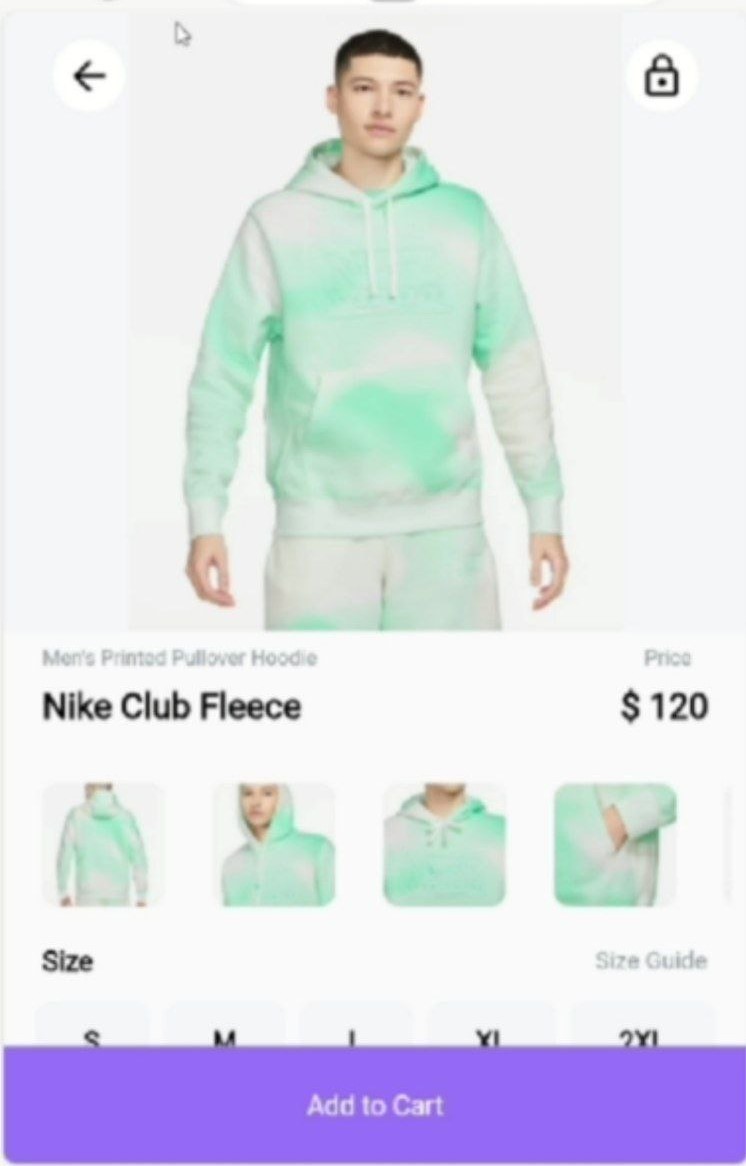 Men's Printed Pullover Hoodie
Price
Nike Club Fleece
$ 120
Size
Size Guide
S M L XL 2XL
Add to Cart